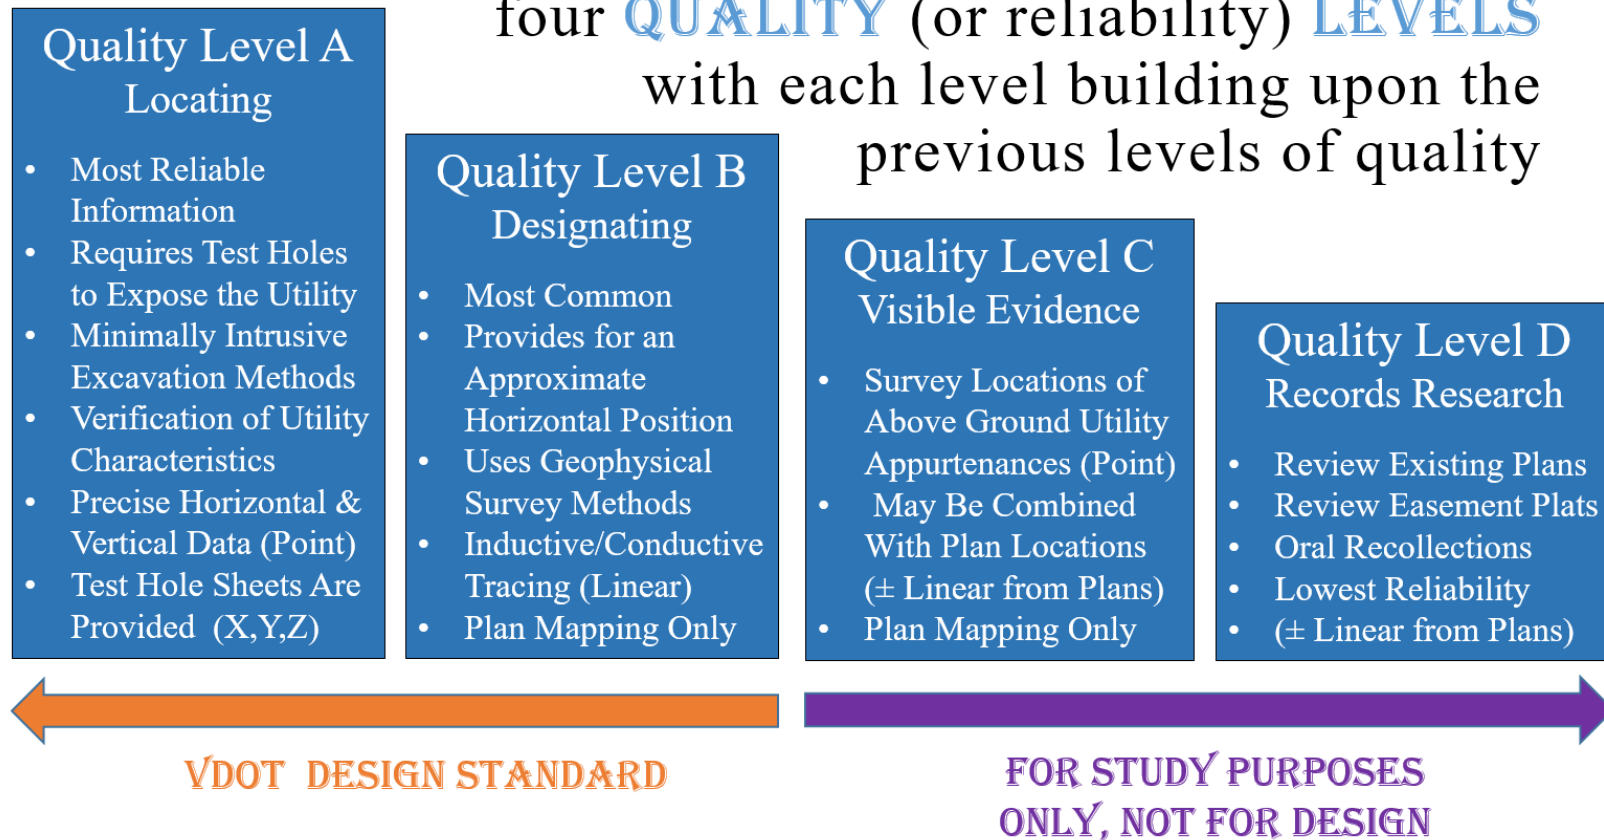 four QUALITY (or reliability) LEVELS
with each level building upon the
previous levels of quality
Quality Level A
Locating
• Most Reliable
Information
• Requires Test Holes
to Expose the Utility
• Minimally Intrusive
Excavation Methods
• Verification of Utility
Characteristics
• Precise Horizontal &
Vertical Data (Point)
• Test Hole Sheets Are
Provided (X,Y,Z)
Quality Level B
Designating
• Most Common
• Provides for an
Approximate
Horizontal Position
• Uses Geophysical
Survey Methods
• Inductive/Conductive
Tracing (Linear)
• Plan Mapping Only
Quality Level C
Visible Evidence
• Survey Locations of
Above Ground Utility
Appurtenances (Point)
• May Be Combined
With Plan Locations
(± Linear from Plans)
• Plan Mapping Only
Quality Level D
Records Research
• Review Existing Plans
• Review Easement Plats
• Oral Recollections
• Lowest Reliability
• (± Linear from Plans)
VDOT DESIGN STANDARD
FOR STUDY PURPOSES
ONLY, NOT FOR DESIGN